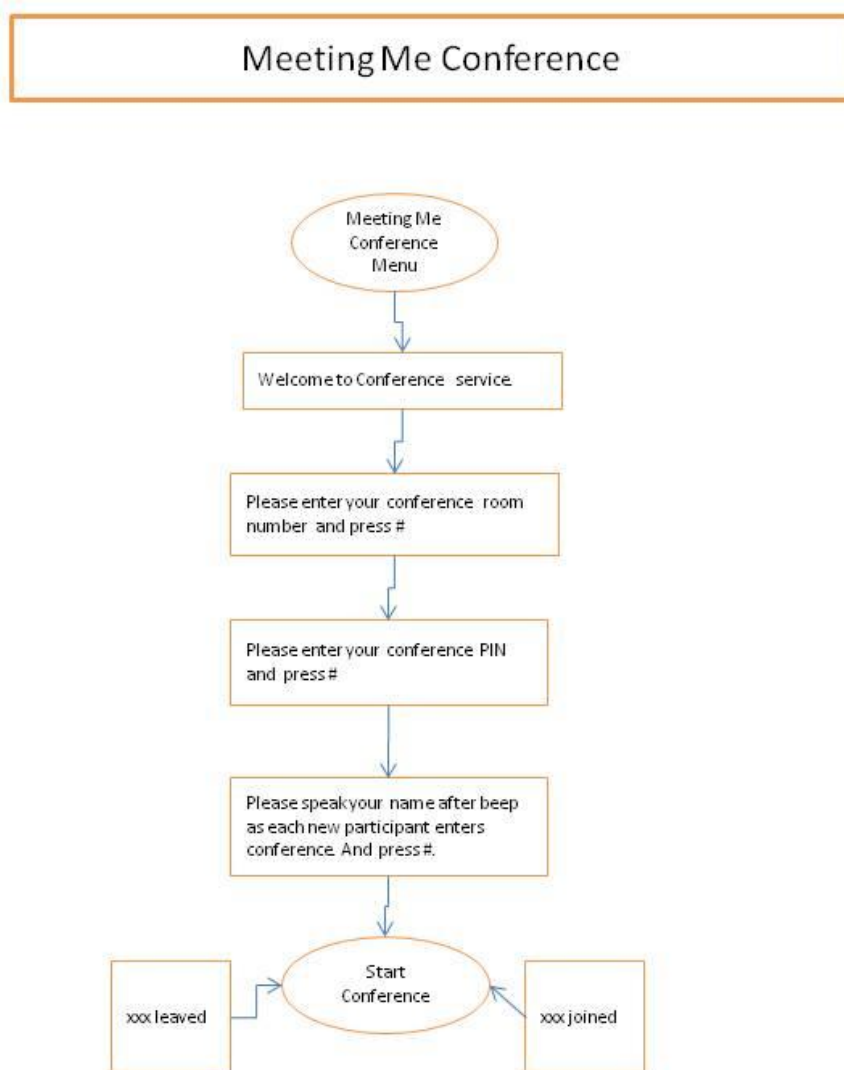 Meeting Me Conference
Meeting Me
Conference
Menu
Welcome to Conference service.
Please enter your conference room
number and press #
Please enter your conference PIN
and press #
Please speak your name after beep
as each new participant enters
conference. And press #.
Start
Conference
xxx leaved
xxx joined